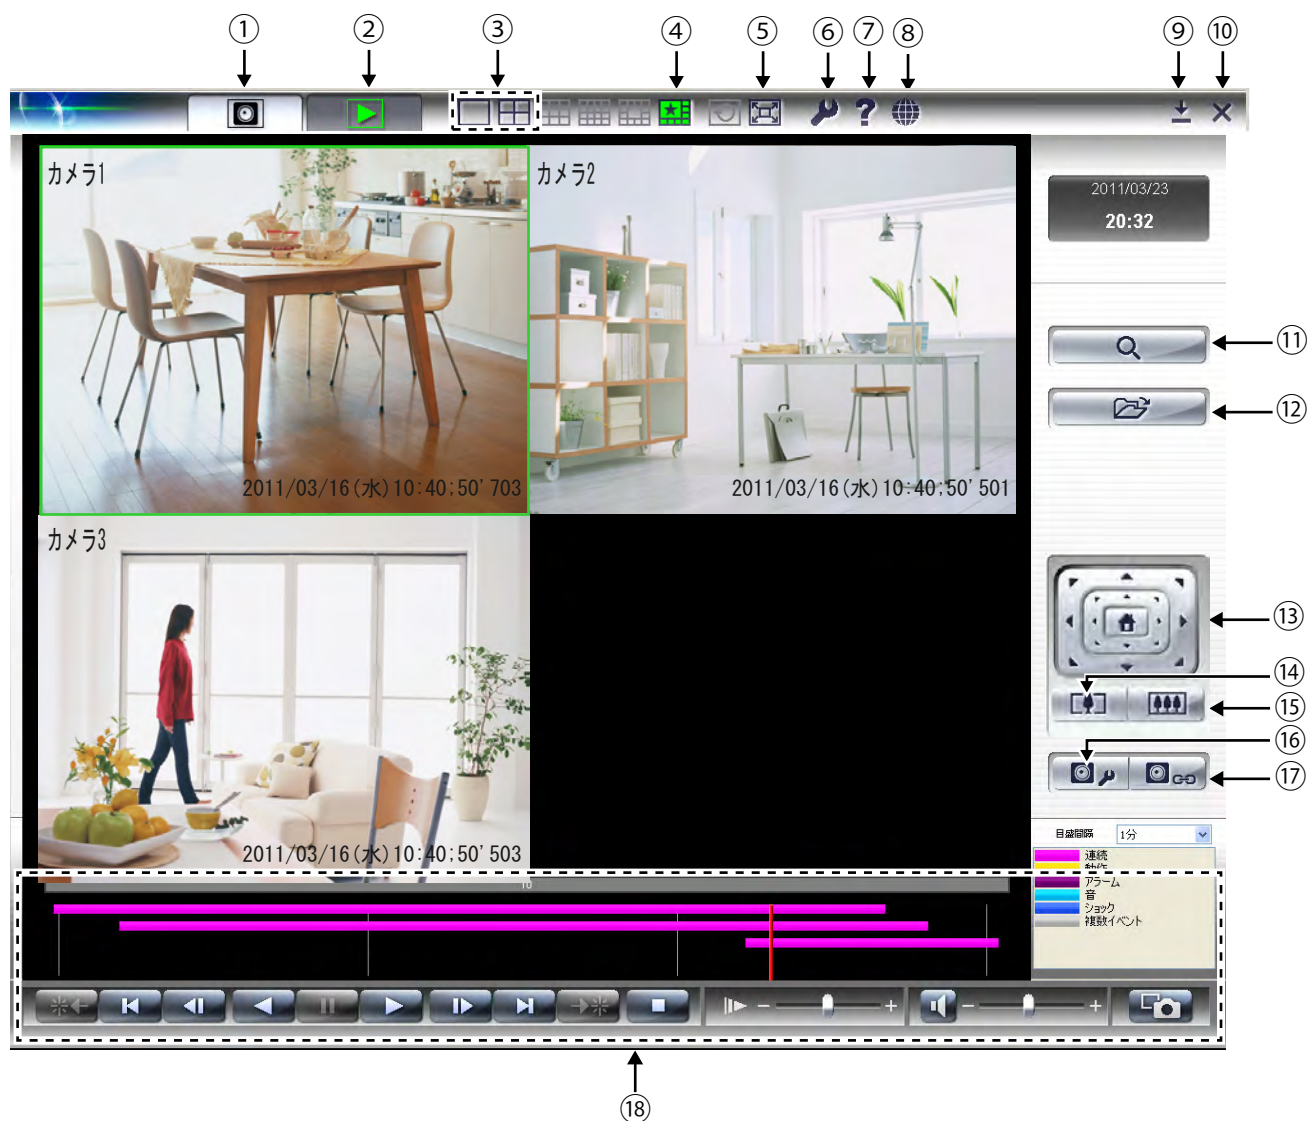 ① ② ③ ④ ⑤ ⑥ ⑦ ⑧ ⑨ ⑩
カメラ1
カメラ2
2011/03/23
20:32
⑪
⑫
2011/03/16(水)10:40;50'703
2011/03/16(水)10:40;50'501
カメラ3
⑬
⑭
⑮
⑯
⑰
2011/03/16(水)10:40;50'503
目盛間隔 1分
連続
動作
アラーム
音
ショック
複数イベント
10
⑱